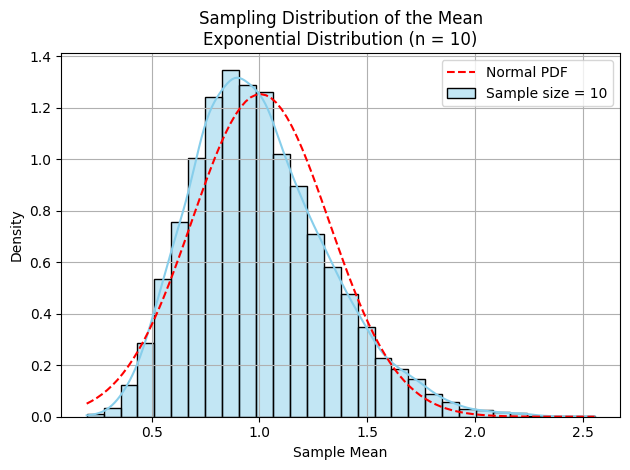 Sampling Distribution of the Mean
Exponential Distribution (n = 10)
Normal PDF
Sample size = 10
Density
1.4
1.2
1.0
0.8
0.6
0.4
0.2
0.0
0.5
1.0
1.5
2.0
2.5
Sample Mean